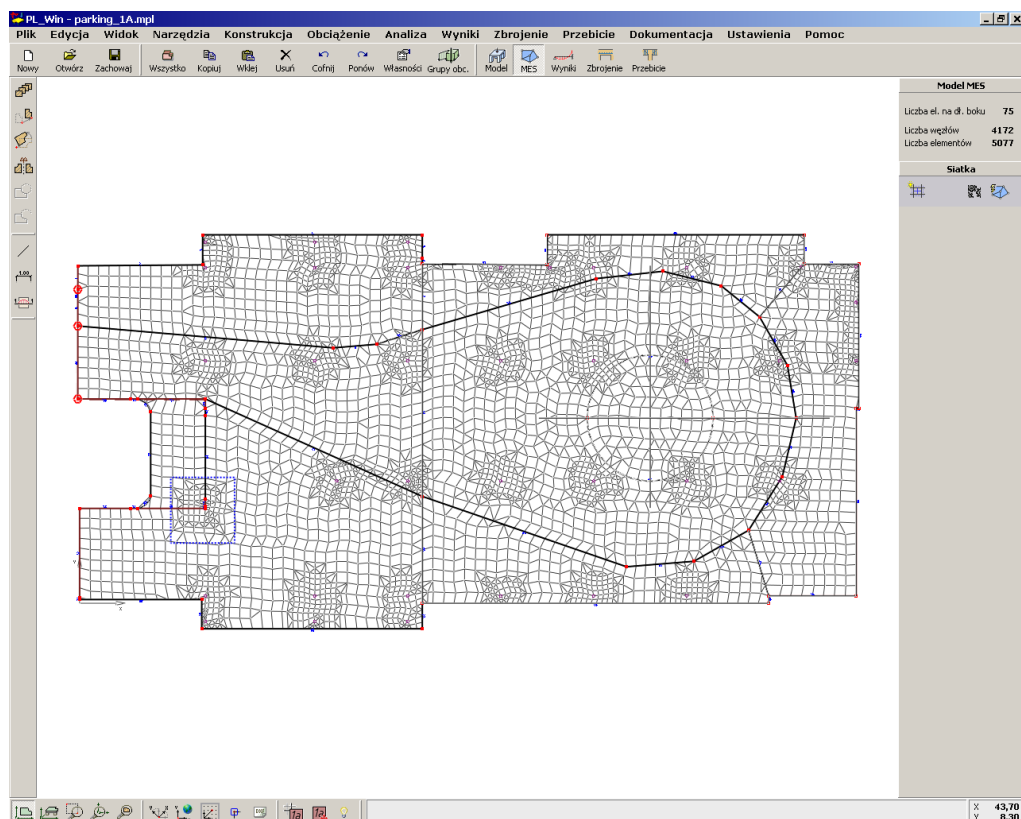 PL_Win - parking_1A.mpl
Plik Edycja Widok Narzędzia Konstrukcja Obciążenie Analiza Wyniki Zbrojenie Przebicie Dokumentacja Ustawienia Pomoc
Nowy Otwórz Zachowaj Wszystko Kopiuj Wklej Usuń Cofnij Ponów Własności Grupy obc. Model MES Wyniki Zbrojenie Przebicie
Model MES
Liczba el. na dł. boku 75
Liczba węzłów 4172
Liczba elementów 5077
Siatka
1,00
Y
X
X 43,70
Y 8,30